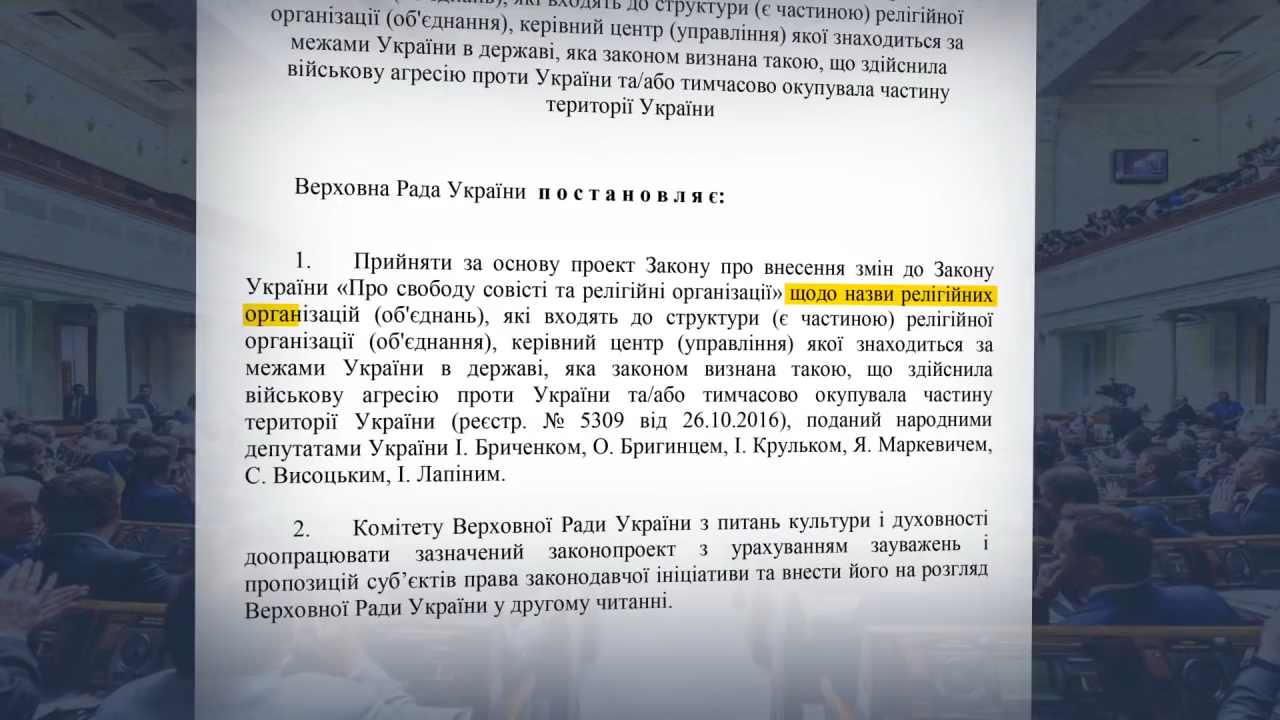 які входять до структури (є частиною) релігійної
організації (об'єднання), керівний центр (управління) якої знаходиться за
межами України в державі, яка законом визнана такою, що здійснила
військову агресію проти України та/або тимчасово окупувала частину
території України
Верховна Рада України постановляє:
1. Прийняти за основу проект Закону про внесення змін до Закону
України «Про свободу совісті та релігійні організації» щодо назви релігійних
організацій (об'єднань), які входять до структури (є частиною) релігійної
організації (об'єднання), керівний центр (управління) якої знаходиться за
межами України в державі, яка законом визнана такою, що здійснила
військову агресію проти України та/або тимчасово окупувала частину
території України (реєстр. № 5309 від 26.10.2016), поданий народними
депутатами України І. Бриченком, О. Бригинцем, І. Крульком, Я. Маркевичем,
С. Висоцьким, І. Лапіним.
2. Комітету Верховної Ради України з питань культури і духовності
доопрацювати зазначений законопроект з урахуванням зауважень і
пропозицій суб’єктів права законодавчої ініціативи та внести його на розгляд
Верховної Ради України у другому читанні.